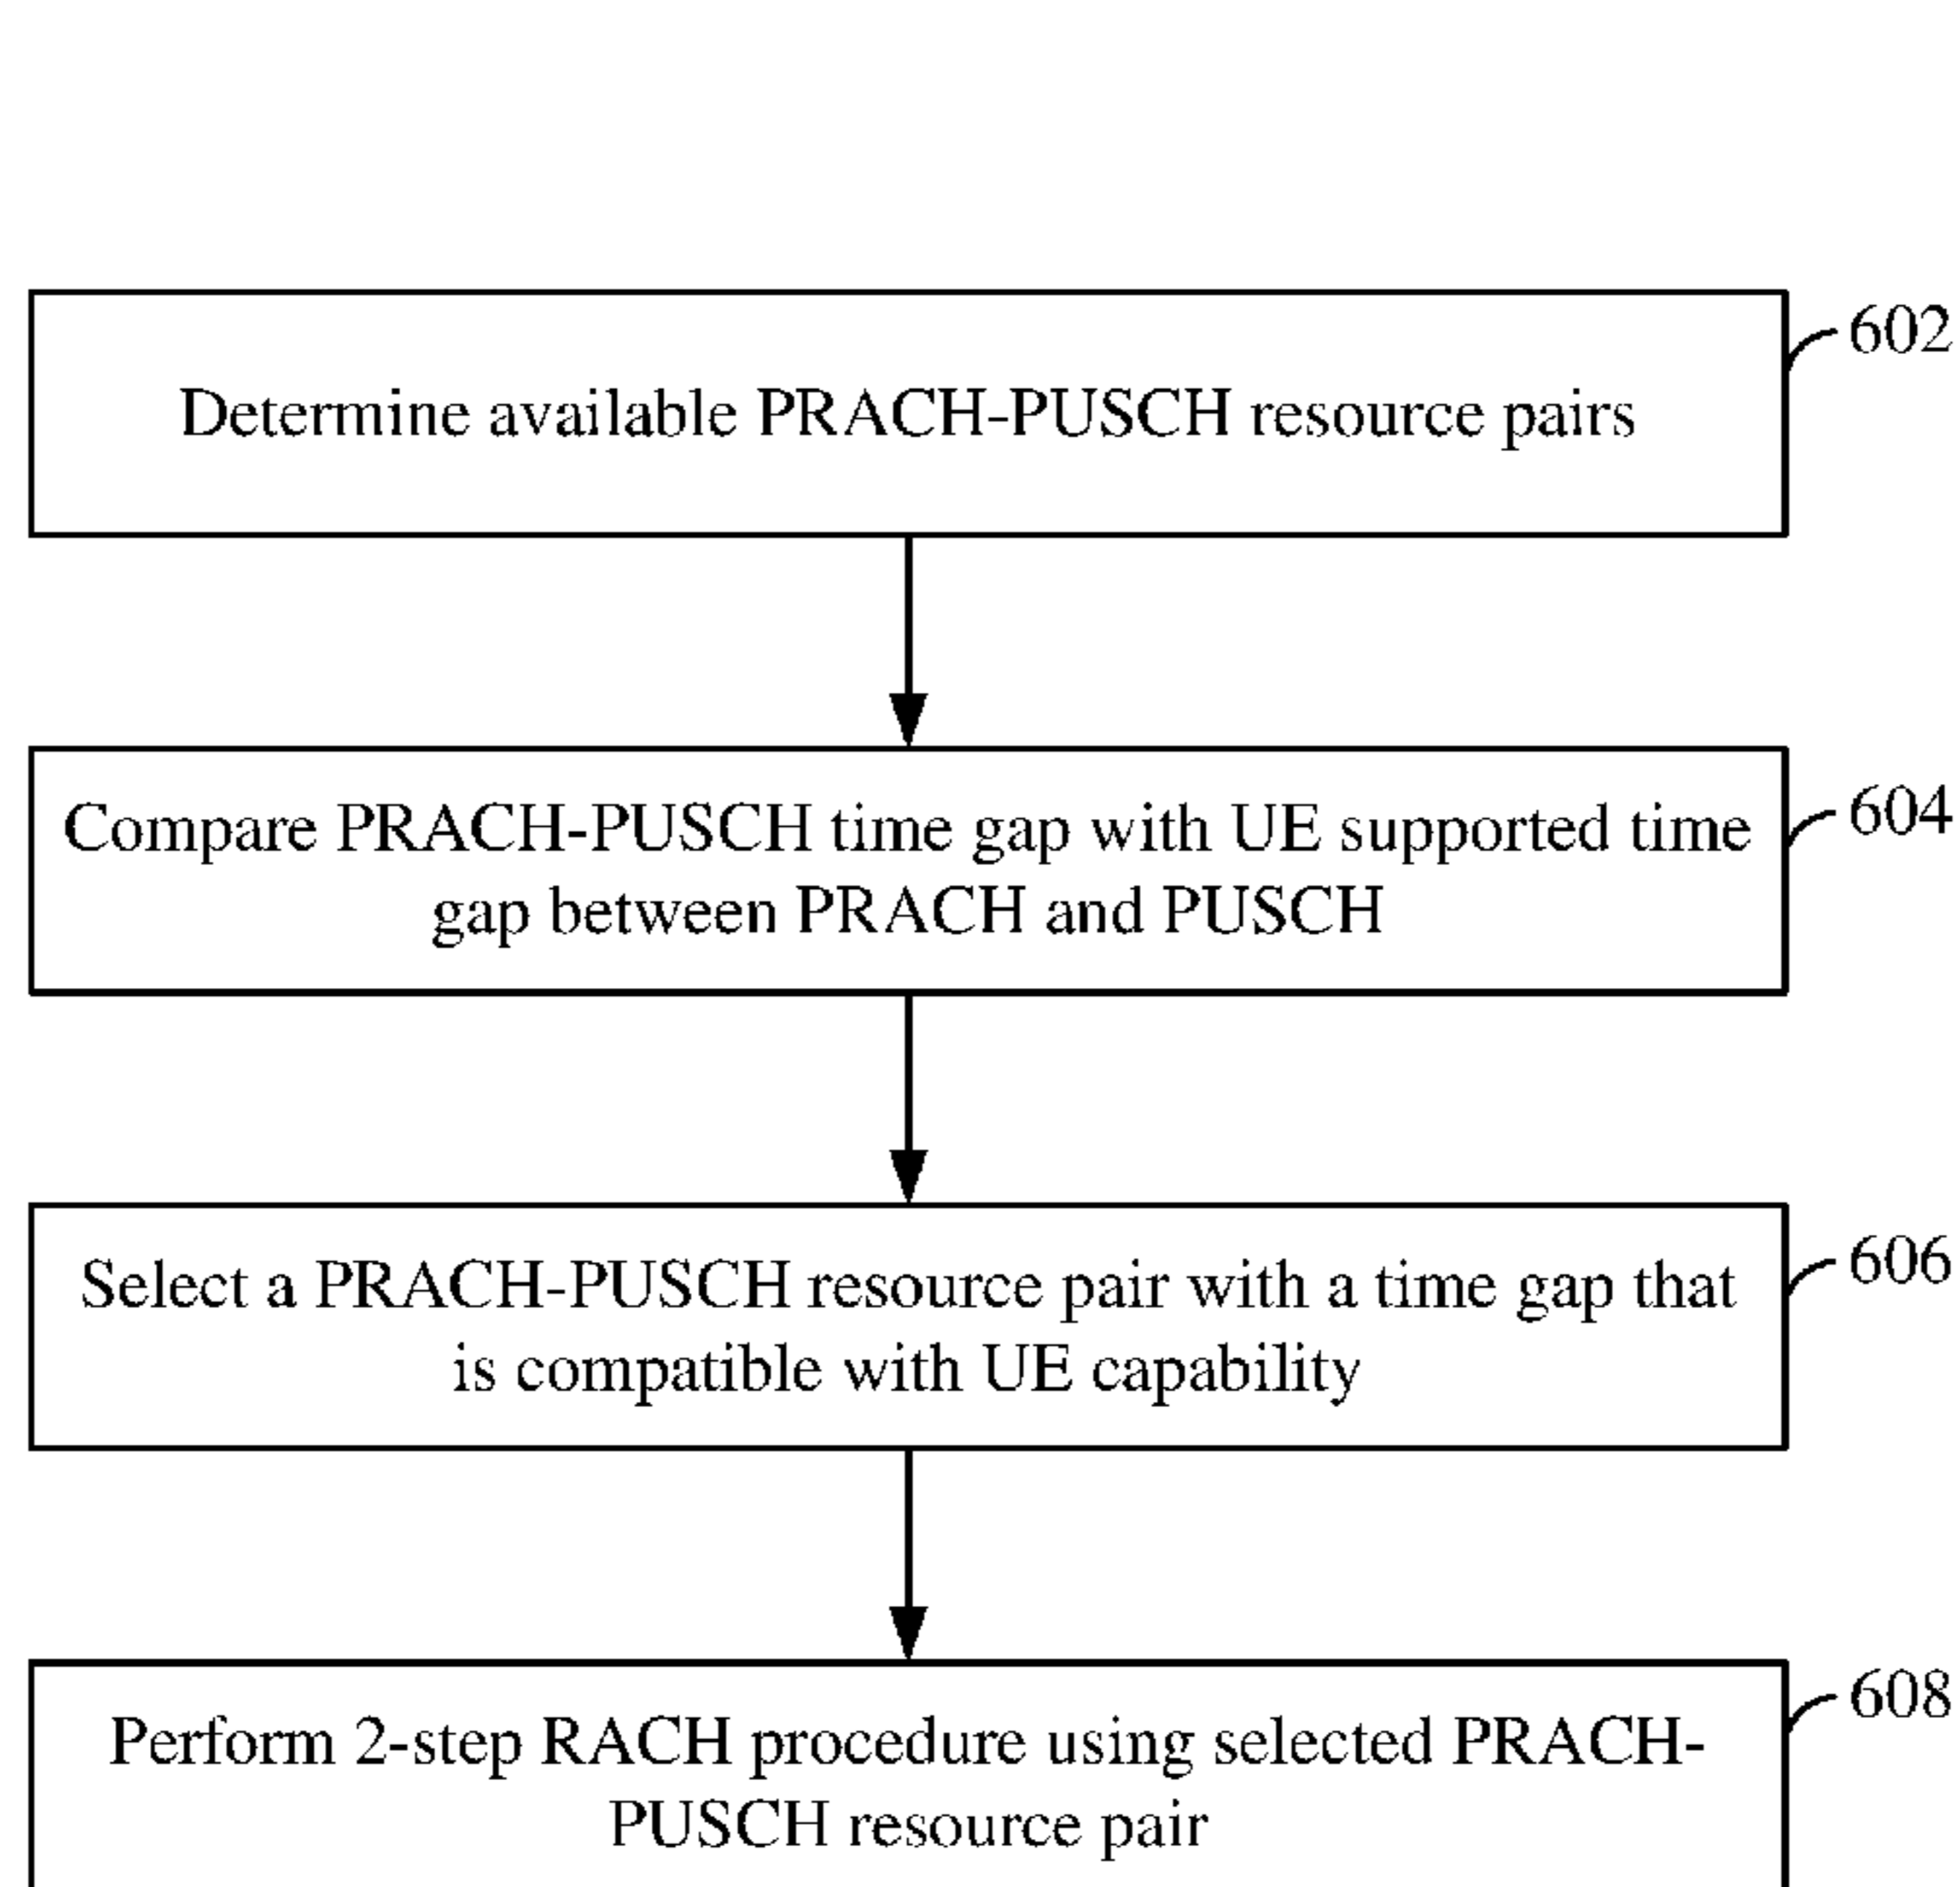 602
Determine available PRACH-PUSCH resource pairs
604
Compare PRACH-PUSCH time gap with UE supported time
gap between PRACH and PUSCH
606
Select a PRACH-PUSCH resource pair with a time gap that
is compatible with UE capability
608
Perform 2-step RACH procedure using selected PRACH-
PUSCH resource pair